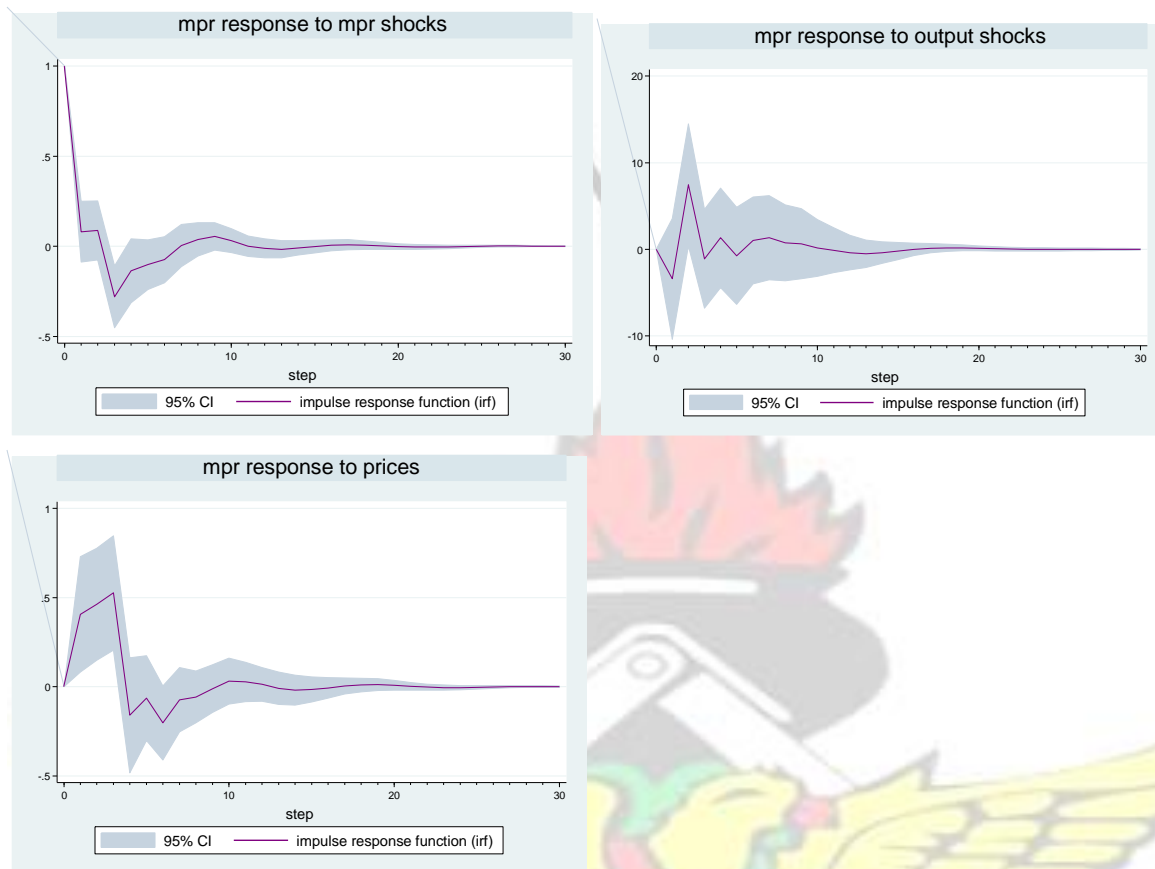 mpr response to mpr shocks
1
.5
0
-.5
0 10 20 30
step
95% CI impulse response function (irf)
mpr response to output shocks
20
10
0
-10
0 10 20 30
step
95% CI impulse response function (irf)
mpr response to prices
1
.5
0
-.5
0 10 20 30
step
95% CI impulse response function (irf)